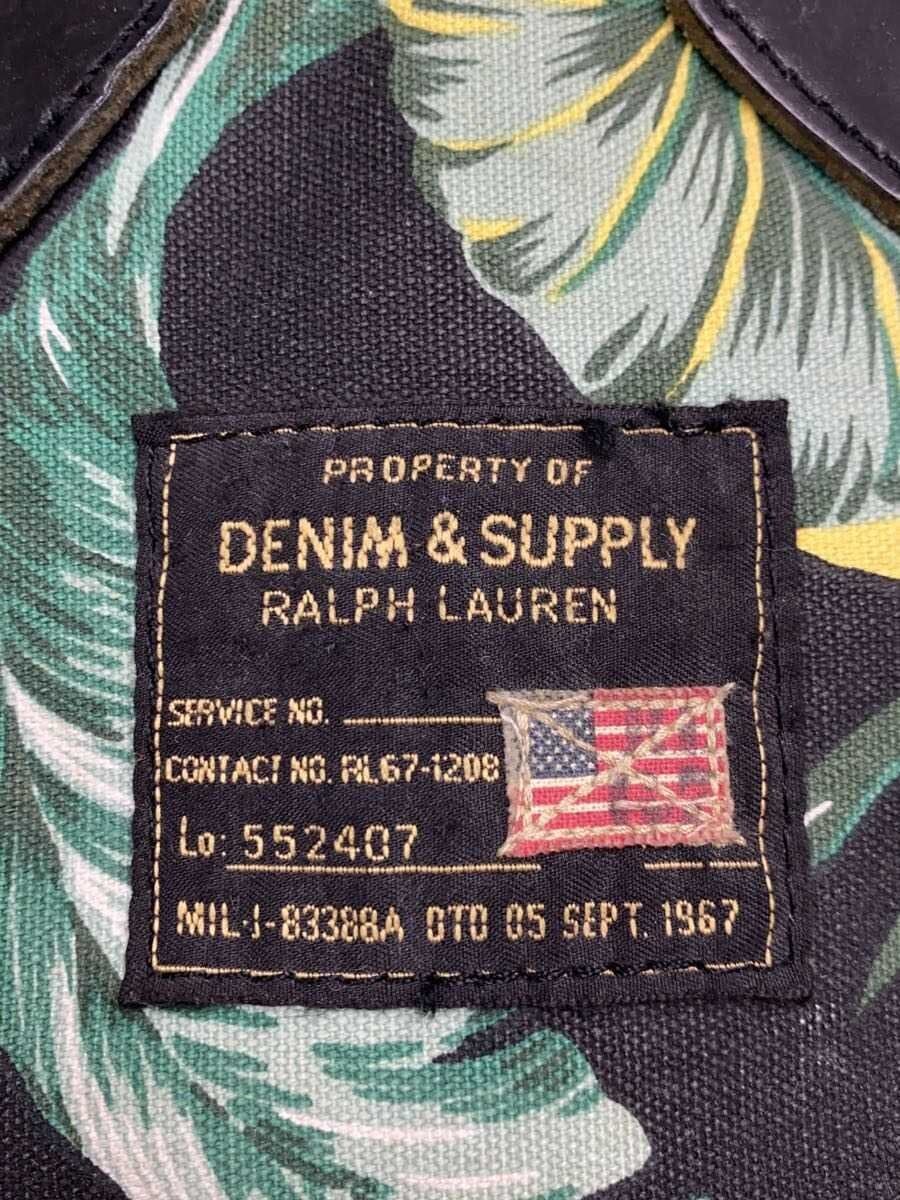 PROPERTY OF
DENIM & SUPPLY
RALPH LAUREN
SERVICE NO.
CONTACT NO. RL67-1208
Lo: 552407
MIL-J-83388A DTD 05 SEPT. 1967